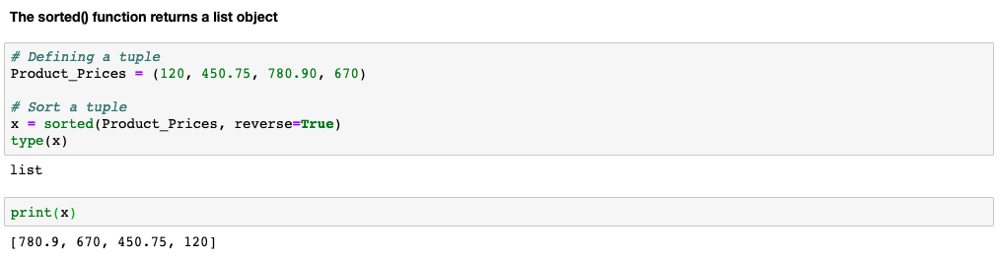 The sorted() function returns a list object
# Defining a tuple
Product_Prices = (120, 450.75, 780.90, 670)
# Sort a tuple
x = sorted(Product_Prices, reverse=True)
type(x)
list
print(x)
[780.9, 670, 450.75, 120]